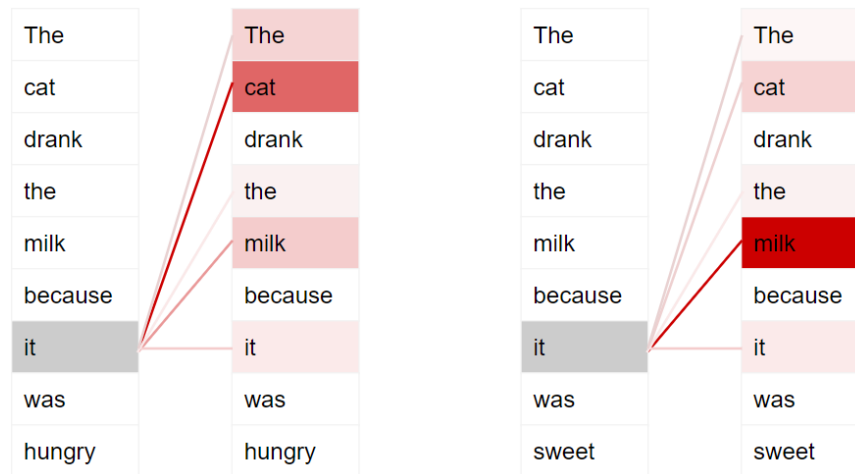 The
cat
drank
the
milk
because
it
was
hungry
The
cat
drank
the
milk
because
it
was
hungry
The
cat
drank
the
milk
because
it
was
sweet
The
cat
drank
the
milk
because
it
was
sweet